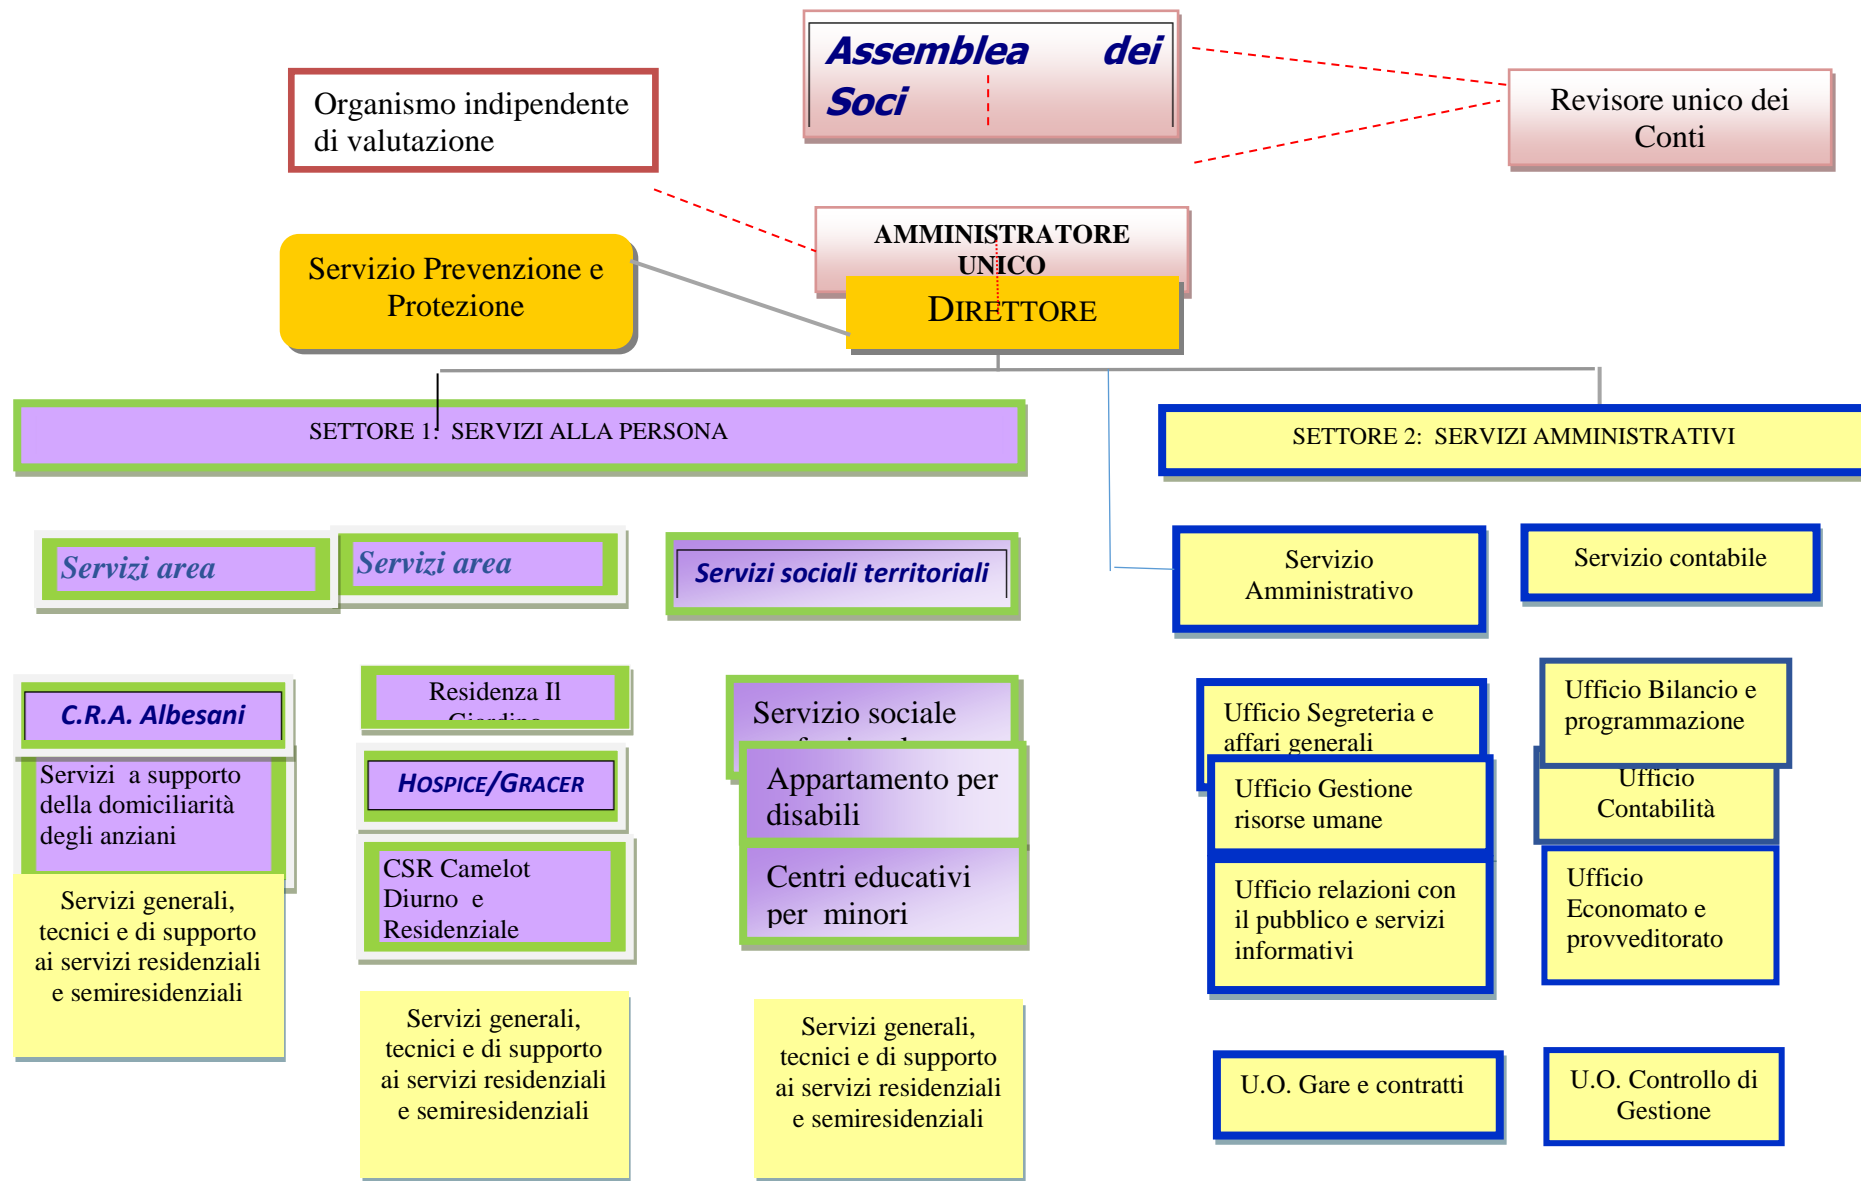 Assemblea dei
Soci
Organismo indipendente
di valutazione
Revisore unico dei
Conti
AMMINISTRATORE
UNICO
Servizio Prevenzione e
Protezione
DIRETTORE
SETTORE 1: SERVIZI ALLA PERSONA
SETTORE 2: SERVIZI AMMINISTRATIVI
Servizi area
Servizi area
Servizi sociali territoriali
Servizio
Amministrativo
Servizio contabile
C.R.A. Albesani
Servizi a supporto
della domiciliarità
degli anziani
Servizi generali,
tecnici e di supporto
ai servizi residenziali
e semiresidenziali
Residenza Il
HOSPICE/GRACER
CSR Camelot
Diurno e
Residenziale
Servizi generali,
tecnici e di supporto
ai servizi residenziali
e semiresidenziali
Servizio sociale
Appartamento per
disabili
Centri educativi
per minori
Servizi generali,
tecnici e di supporto
ai servizi residenziali
e semiresidenziali
Ufficio Segreteria e
affari generali
Ufficio Gestione
risorse umane
Ufficio relazioni con
il pubblico e servizi
informativi
U.O. Gare e contratti
Ufficio Bilancio e
programmazione
Ufficio
Contabilità
Ufficio
Economato e
provveditorato
U.O. Controllo di
Gestione